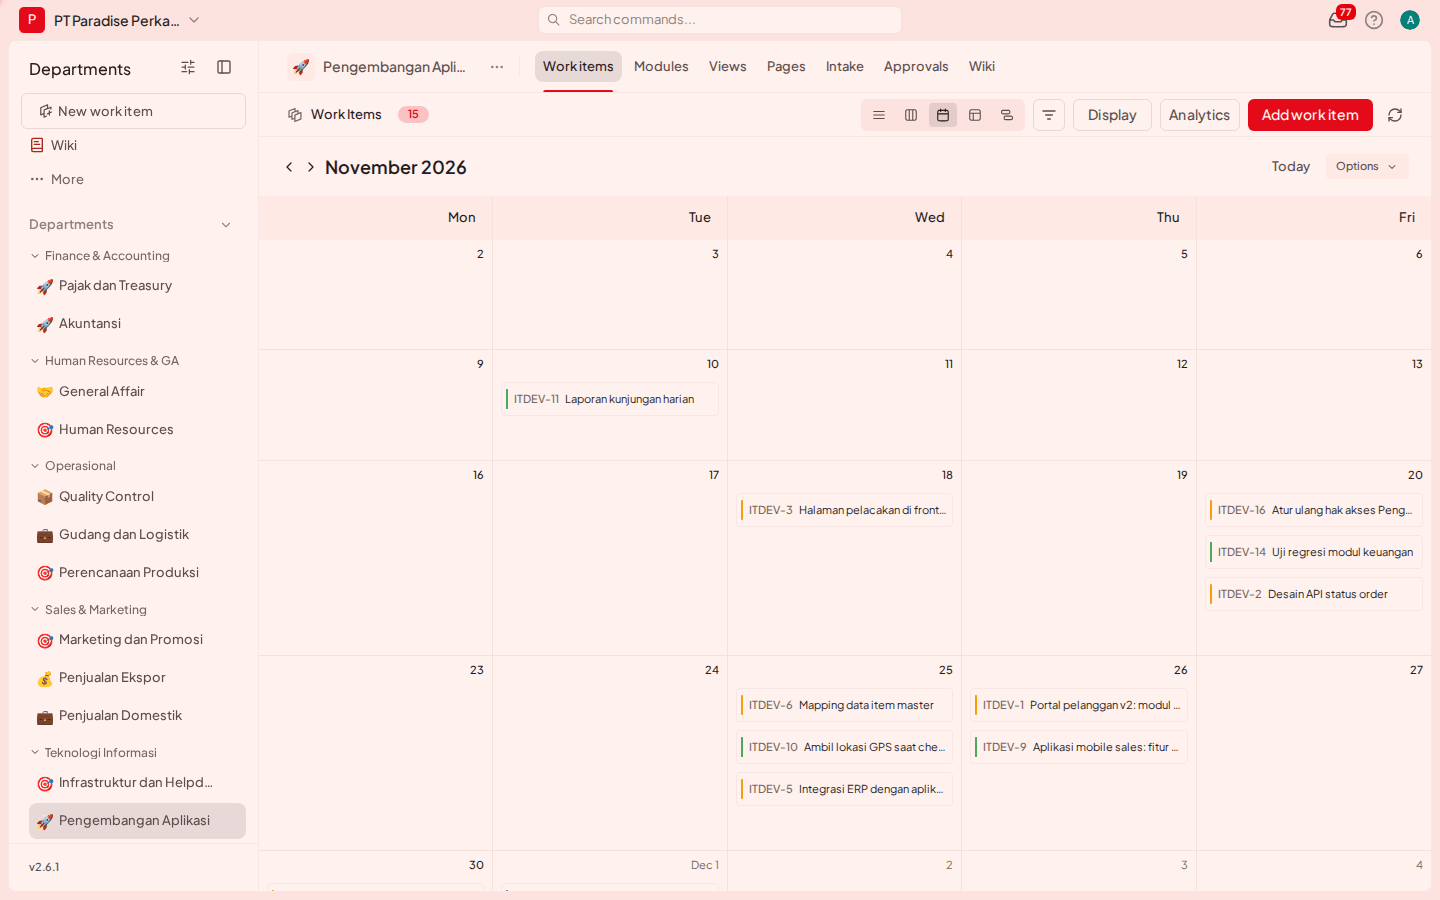 P PT Paradise Perka... Search commands... 77 A
Departments
New work item
Wiki
More
Departments
Finance & Accounting
Pajak dan Treasury
Akuntansi
Human Resources & GA
General Affair
Human Resources
Operasional
Quality Control
Gudang dan Logistik
Perencanaan Produksi
Sales & Marketing
Marketing dan Promosi
Penjualan Ekspor
Penjualan Domestik
Teknologi Informasi
Infrastruktur dan Helpd...
Pengembangan Aplikasi
v2.6.1
Pengembangan Apli... Work items Modules Views Pages Intake Approvals Wiki
Work Items 15 Display Analytics Add work item
November 2026 Today Options
Mon Tue Wed Thu Fri
2 3 4 5 6
9 10 11 12 13
ITDEV-11 Laporan kunjungan harian
16 17 18 19 20
ITDEV-3 Halaman pelacakan di front... ITDEV-16 Atur ulang hak akses Peng...
ITDEV-14 Uji regresi modul keuangan
ITDEV-2 Desain API status order
23 24 25 26 27
ITDEV-6 Mapping data item master ITDEV-1 Portal pelanggan v2: modul ...
ITDEV-10 Ambil lokasi GPS saat che... ITDEV-9 Aplikasi mobile sales: fitur ...
ITDEV-5 Integrasi ERP dengan aplik...
30 Dec 1 2 3 4